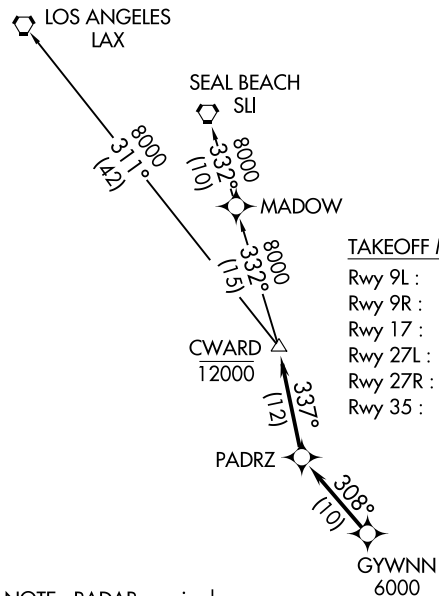 LOS ANGELES
LAX
SEAL BEACH
SLI
8000
311°
(42)
8000
332°
(10)
MADOW
8000
332°
(15)
TAKEOFF
Rwy 9L :
Rwy 9R :
Rwy 17 :
Rwy 27L :
Rwy 27R :
Rwy 35 :
CWARD
12000
337°
(12)
PADRZ
308°
(10)
GYWNN
6000
NOTE: RADAR